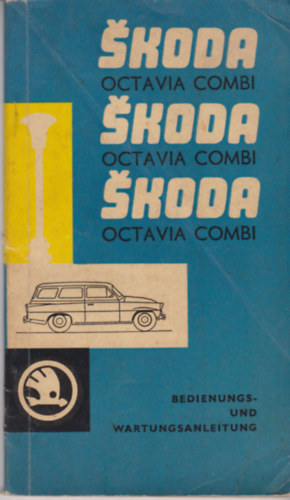 ŠKODA
OCTAVIA COMBI
ŠKODA
OCTAVIA COMBI
ŠKODA
OCTAVIA COMBI
BEDIENUNGS-
UND
WARTUNGSANLEITUNG